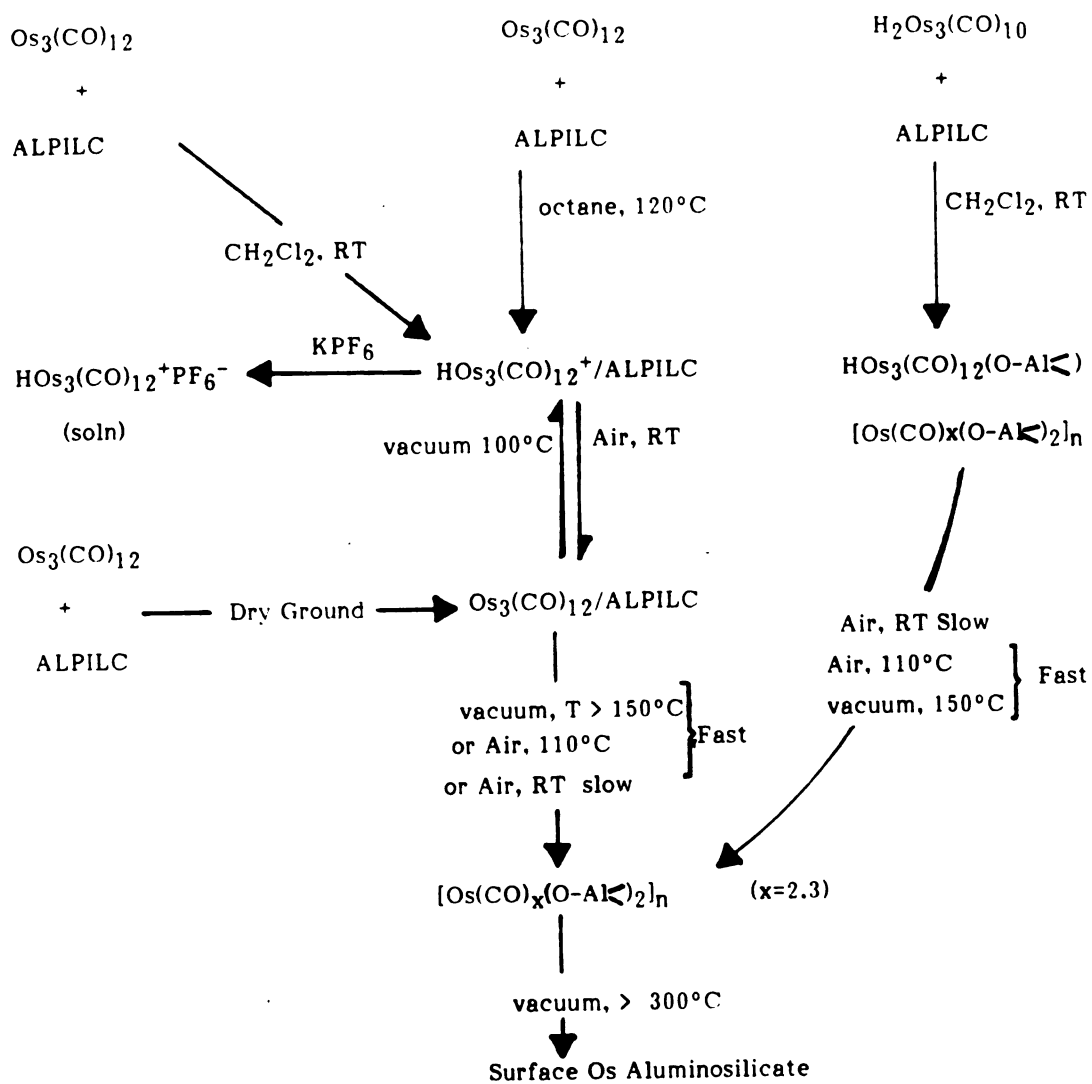 Os3(CO)12
+
ALPILC
CH2Cl2, RT
Os3(CO)12
+
ALPILC
octane, 120°C
H2Os3(CO)10
+
ALPILC
CH2Cl2, RT
HOs3(CO)12+PF6-
(soln)
KPF6
HOs3(CO)12+/ALPILC
HOs3(CO)12(O-Al<)
[Os(CO)x(O-Al<)2]n
vacuum 100°C
Air, RT
Os3(CO)12
+
ALPILC
Dry Ground
Os3(CO)12/ALPILC
vacuum, T > 150°C
or Air, 110°C
or Air, RT slow
Fast
Air, RT Slow
Air, 110°C
vacuum, 150°C
Fast
[Os(CO)x(O-Al<)2]n
(x=2.3)
vacuum, > 300°C
Surface Os Aluminosilicate